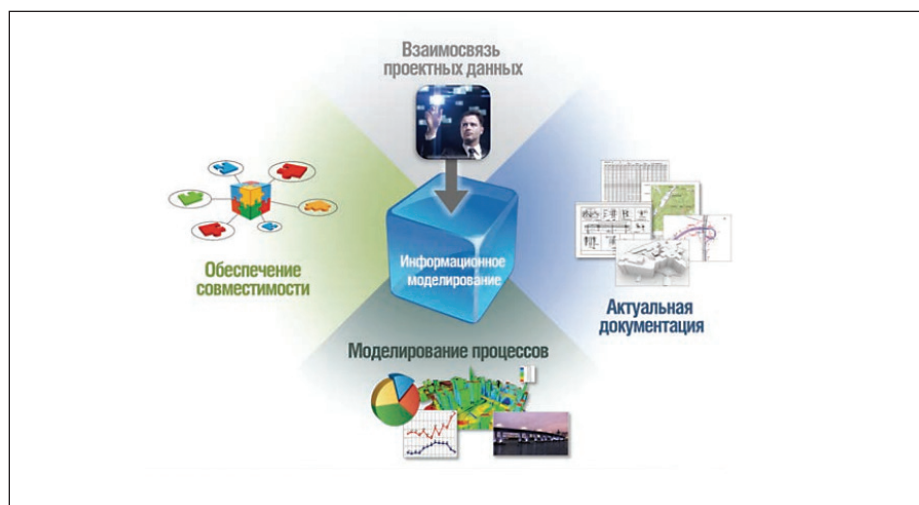 Взаимосвязь
проектных данных
Обеспечение
совместимости
Информационное
моделирование
Актуальная
документация
Моделирование процессов